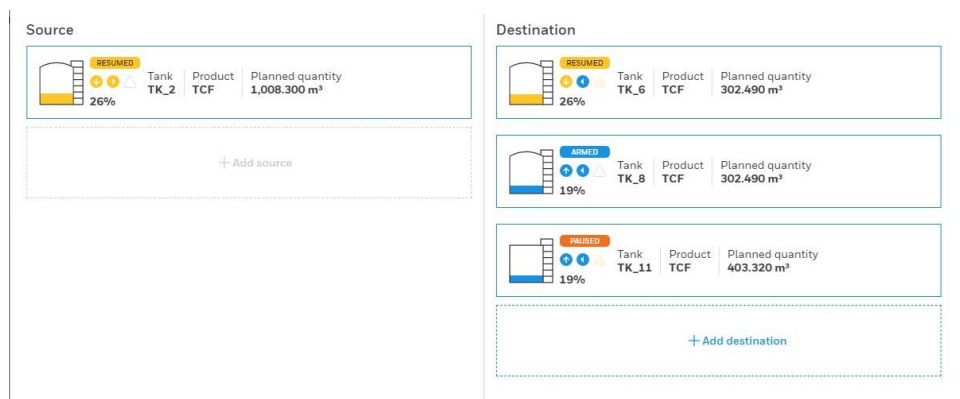 Source
RESUMED
Tank Product Planned quantity
TK_2 TCF 1,008.300 m³
26%
+ Add source
Destination
RESUMED
Tank Product Planned quantity
TK_6 TCF 302.490 m³
26%
ARMED
Tank Product Planned quantity
TK_8 TCF 302.490 m³
19%
PAUSED
Tank Product Planned quantity
TK_11 TCF 403.320 m³
19%
+ Add destination